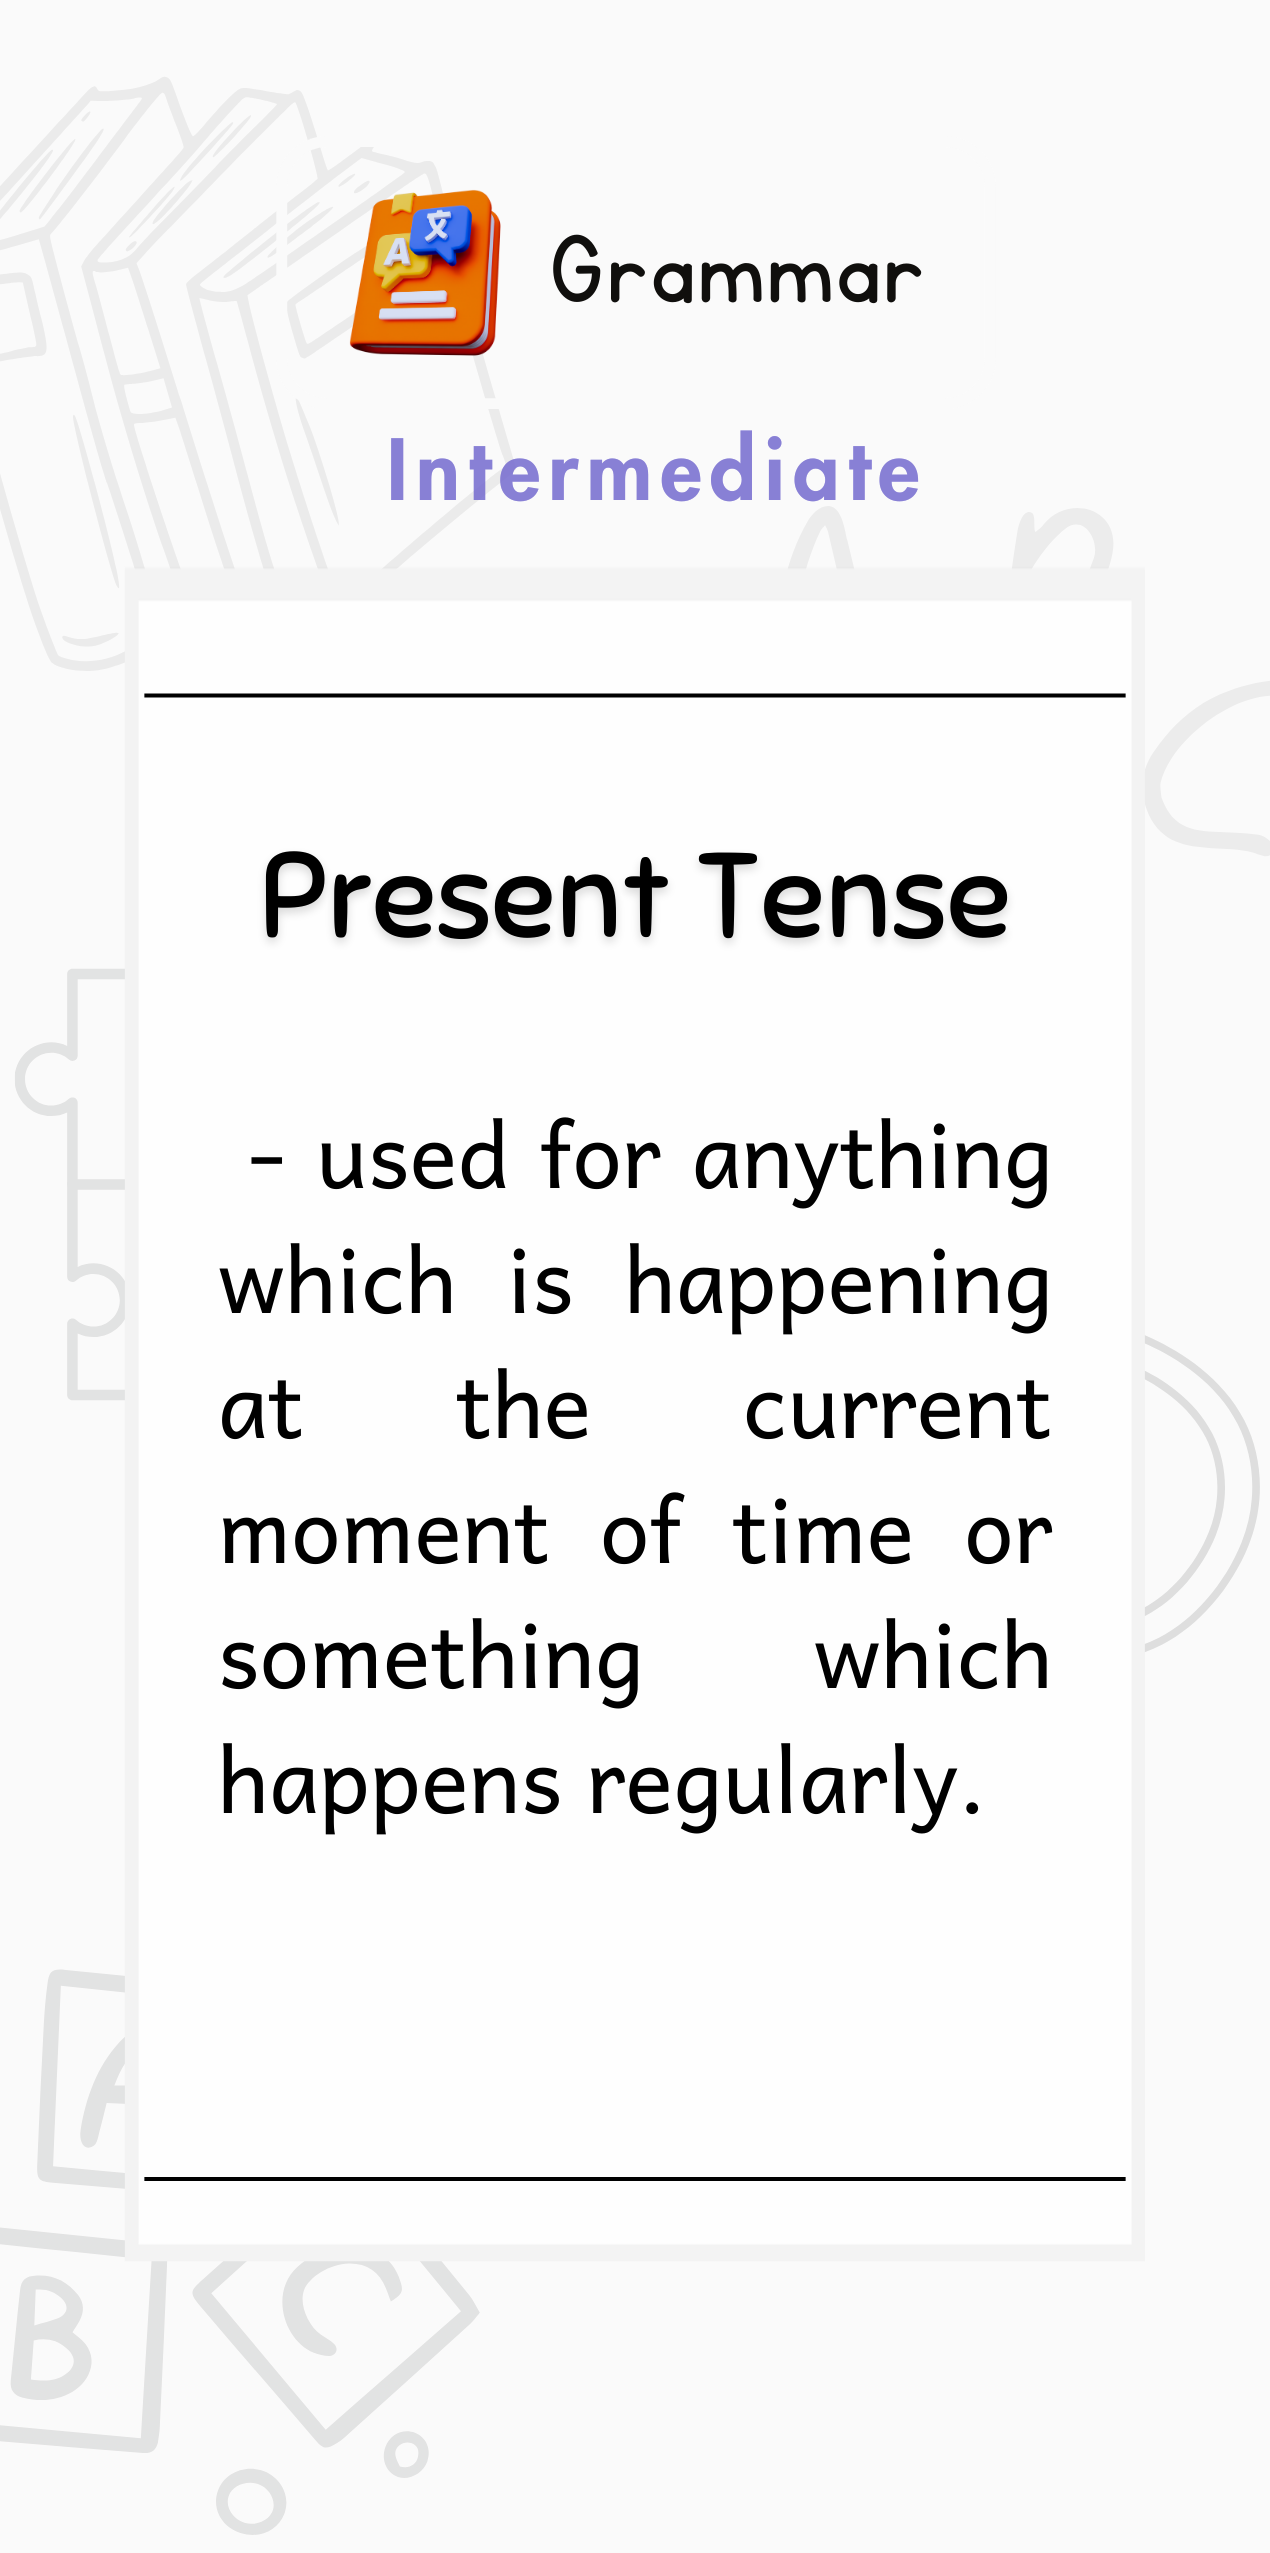 A 文
Grammar
Intermediate
Present Tense
- used for anything
which is happening
at the current
moment of time or
something which
happens regularly.
A
B
C